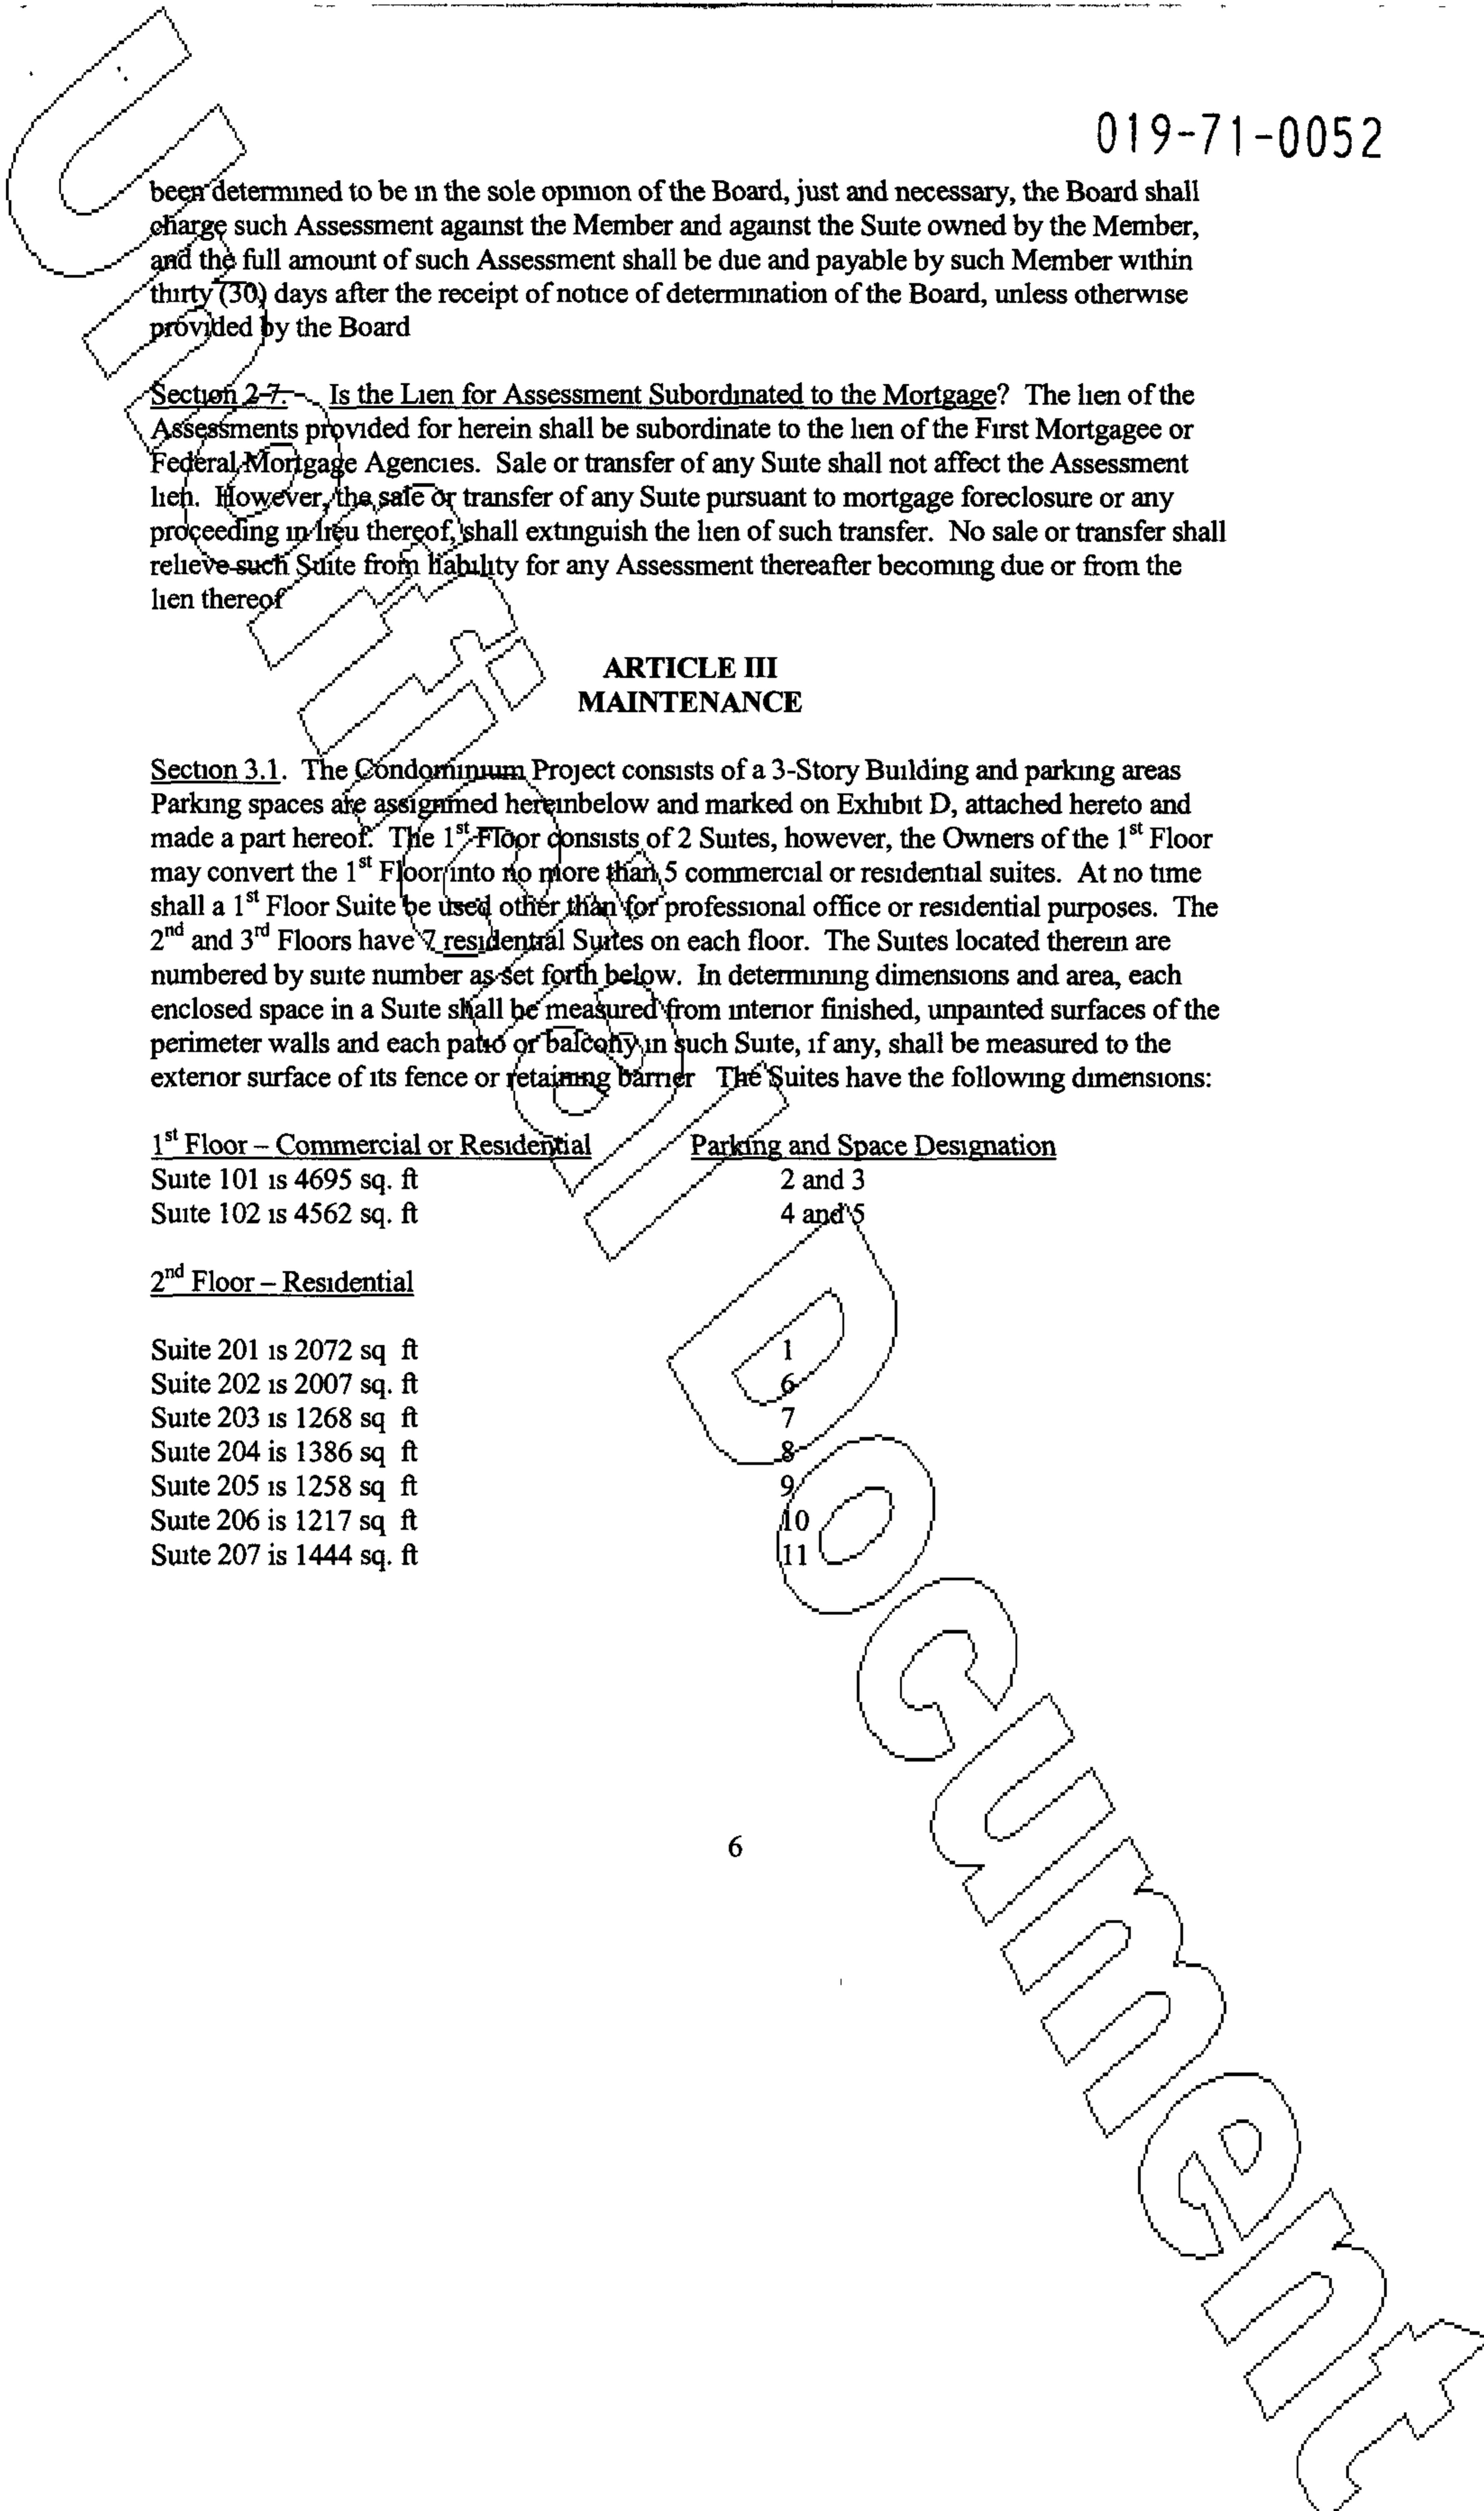 019-71-0052
been determined to be in the sole opinion of the Board, just and necessary, the Board shall
charge such Assessment against the Member and against the Suite owned by the Member,
and the full amount of such Assessment shall be due and payable by such Member within
thirty (30) days after the receipt of notice of determination of the Board, unless otherwise
provided by the Board
Section 2-7. Is the Lien for Assessment Subordinated to the Mortgage? The lien of the
Assessments provided for herein shall be subordinate to the lien of the First Mortgagee or
Federal Mortgage Agencies. Sale or transfer of any Suite shall not affect the Assessment
lien. However, the sale or transfer of any Suite pursuant to mortgage foreclosure or any
proceeding in lieu thereof, shall extinguish the lien of such transfer. No sale or transfer shall
relieve such Suite from liability for any Assessment thereafter becoming due or from the
lien thereof
ARTICLE III
MAINTENANCE
Section 3.1. The Condominium Project consists of a 3-Story Building and parking areas
Parking spaces are assignmed hereinbelow and marked on Exhibit D, attached hereto and
made a part hereof. The 1st Floor consists of 2 Suites, however, the Owners of the 1st Floor
may convert the 1st Floor into no more than 5 commercial or residential suites. At no time
shall a 1st Floor Suite be used other than for professional office or residential purposes. The
2nd and 3rd Floors have 7 residential Suites on each floor. The Suites located therein are
numbered by suite number as set forth below. In determining dimensions and area, each
enclosed space in a Suite shall be measured from interior finished, unpainted surfaces of the
perimeter walls and each patio or balcony in such Suite, if any, shall be measured to the
exterior surface of its fence or retaining barrier The Suites have the following dimensions:
1st Floor – Commercial or Residential Parking and Space Designation
Suite 101 is 4695 sq. ft 2 and 3
Suite 102 is 4562 sq. ft 4 and 5
2nd Floor – Residential
Suite 201 is 2072 sq ft 1
Suite 202 is 2007 sq. ft 6
Suite 203 is 1268 sq ft 7
Suite 204 is 1386 sq ft 8
Suite 205 is 1258 sq ft 9
Suite 206 is 1217 sq ft 10
Suite 207 is 1444 sq. ft 11
6
Unofficial Document